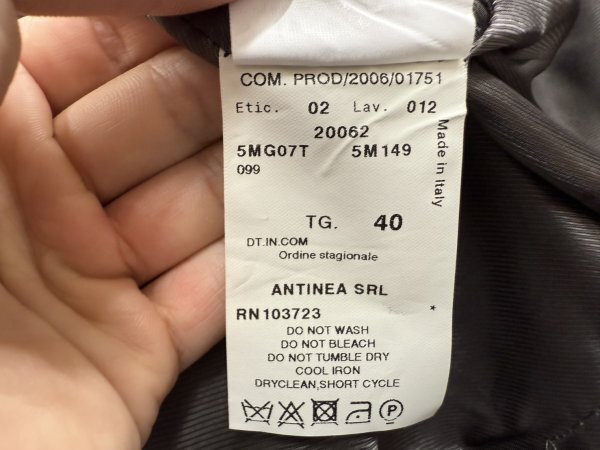 COM. PROD/2006/01751
Etic. 02 Lav. 012
20062
5MG07T 5M149
099
Made in Italy
TG. 40
DT.IN.COM
Ordine stagionale
ANTINEA SRL
*
RN103723
DO NOT WASH
DO NOT BLEACH
DO NOT TUMBLE DRY
COOL IRON
DRYCLEAN,SHORT CYCLE
P